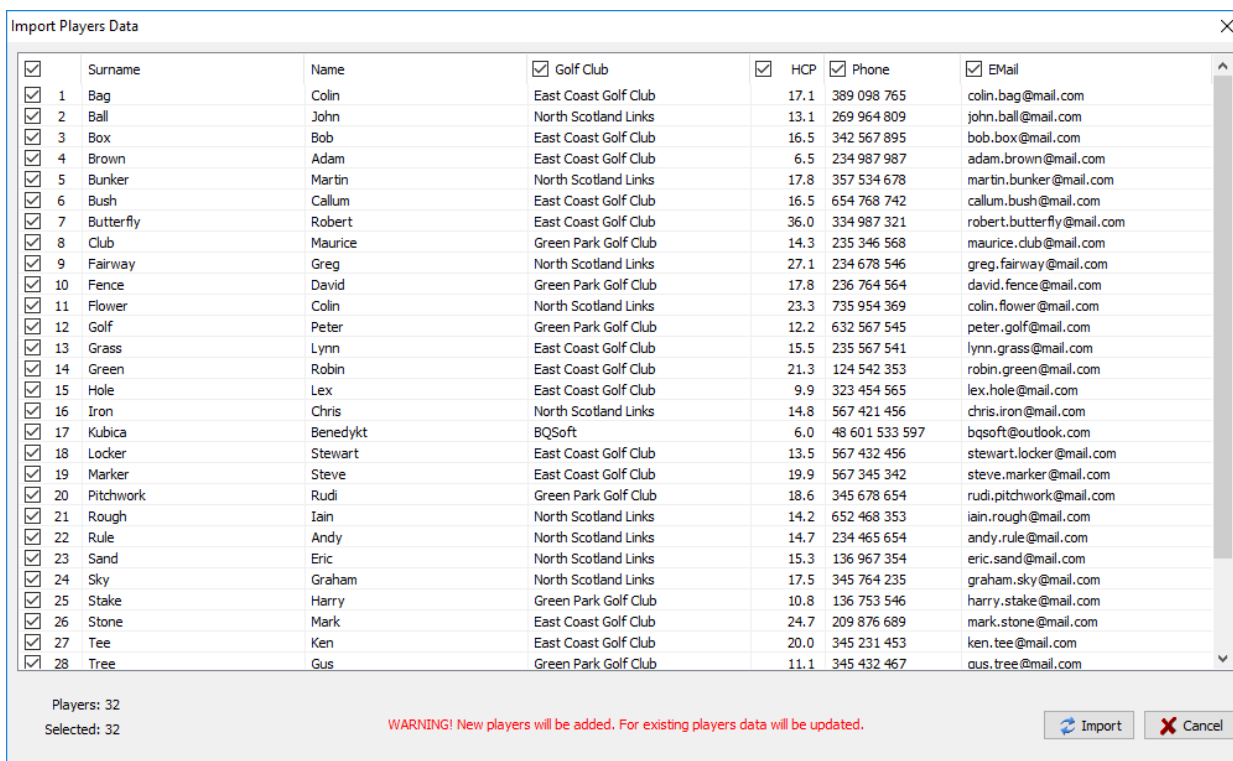 Import Players Data
Surname Name Golf Club HCP Phone EMail
1 Bag Colin East Coast Golf Club 17.1 389 098 765 colin.bag@mail.com
2 Ball John North Scotland Links 13.1 269 964 809 john.ball@mail.com
3 Box Bob East Coast Golf Club 16.5 342 567 895 bob.box@mail.com
4 Brown Adam East Coast Golf Club 6.5 234 987 987 adam.brown@mail.com
5 Bunker Martin North Scotland Links 17.8 357 534 678 martin.bunker@mail.com
6 Bush Callum East Coast Golf Club 16.5 654 768 742 callum.bush@mail.com
7 Butterfly Robert East Coast Golf Club 36.0 334 987 321 robert.butterfly@mail.com
8 Club Maurice Green Park Golf Club 14.3 235 346 568 maurice.club@mail.com
9 Fairway Greg North Scotland Links 27.1 234 678 546 greg.fairway@mail.com
10 Fence David Green Park Golf Club 17.8 236 764 564 david.fence@mail.com
11 Flower Colin North Scotland Links 23.3 735 954 369 colin.flower@mail.com
12 Golf Peter Green Park Golf Club 12.2 632 567 545 peter.golf@mail.com
13 Grass Lynn East Coast Golf Club 15.5 235 567 541 lynn.grass@mail.com
14 Green Robin East Coast Golf Club 21.3 124 542 353 robin.green@mail.com
15 Hole Lex East Coast Golf Club 9.9 323 454 565 lex.hole@mail.com
16 Iron Chris North Scotland Links 14.8 567 421 456 chris.iron@mail.com
17 Kubica Benedykt BQSoft 6.0 48 601 533 597 bqsoft@outlook.com
18 Locker Stewart East Coast Golf Club 13.5 567 432 456 stewart.locker@mail.com
19 Marker Steve East Coast Golf Club 19.9 567 345 342 steve.marker@mail.com
20 Pitchwork Rudi Green Park Golf Club 18.6 345 678 654 rudi.pitchwork@mail.com
21 Rough Iain North Scotland Links 14.2 652 468 353 iain.rough@mail.com
22 Rule Andy North Scotland Links 14.7 234 465 654 andy.rule@mail.com
23 Sand Eric North Scotland Links 15.3 136 967 354 eric.sand@mail.com
24 Sky Graham North Scotland Links 17.5 345 764 235 graham.sky@mail.com
25 Stake Harry Green Park Golf Club 10.8 136 753 546 harry.stake@mail.com
26 Stone Mark East Coast Golf Club 24.7 209 876 689 mark.stone@mail.com
27 Tee Ken East Coast Golf Club 20.0 345 231 453 ken.tee@mail.com
28 Tree Gus Green Park Golf Club 11.1 345 432 467 gus.tree@mail.com
Players: 32
Selected: 32
WARNING! New players will be added. For existing players data will be updated.
Import Cancel